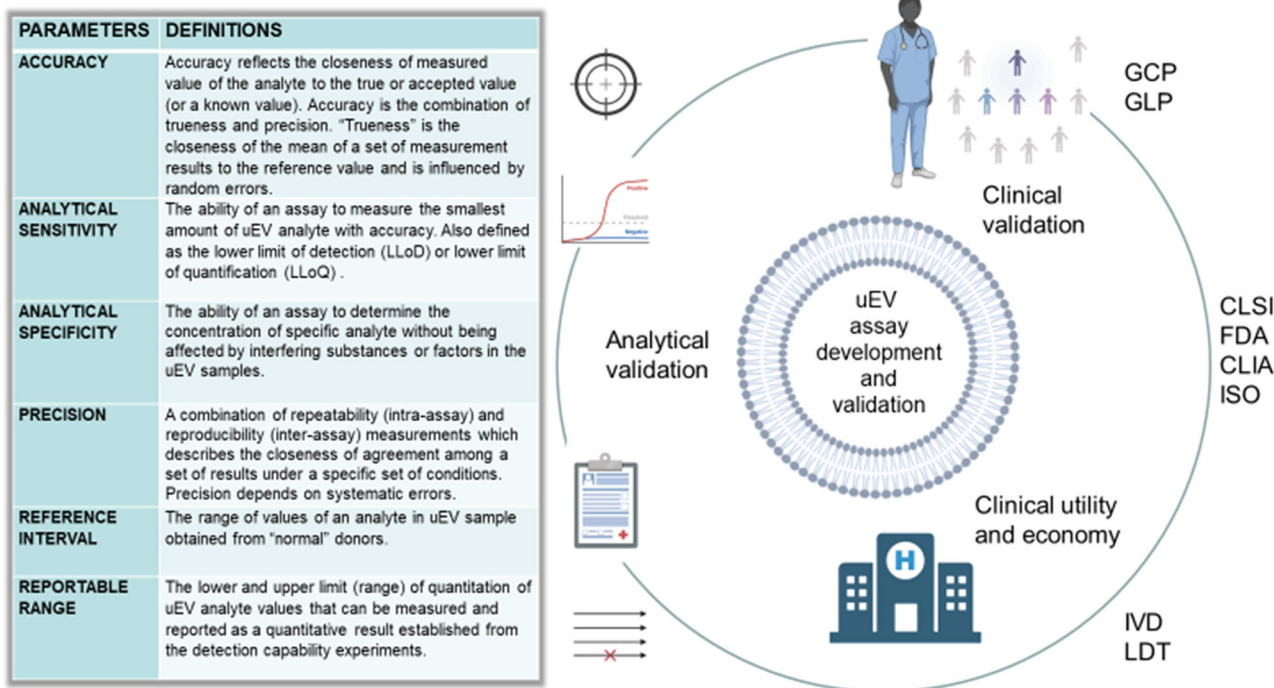 PARAMETERS DEFINITIONS
ACCURACY
Accuracy reflects the closeness of measured
value of the analyte to the true or accepted value
(or a known value). Accuracy is the combination of
trueness and precision. “Trueness” is the
closeness of the mean of a set of measurement
results to the reference value and is influenced by
random errors.
ANALYTICAL
SENSITIVITY
The ability of an assay to measure the smallest
amount of uEV analyte with accuracy. Also defined
as the lower limit of detection (LLoD) or lower limit
of quantification (LLoQ) .
ANALYTICAL
SPECIFICITY
The ability of an assay to determine the
concentration of specific analyte without being
affected by interfering substances or factors in the
uEV samples.
PRECISION
A combination of repeatability (intra-assay) and
reproducibility (inter-assay) measurements which
describes the closeness of agreement among a
set of results under a specific set of conditions.
Precision depends on systematic errors.
REFERENCE
INTERVAL
The range of values of an analyte in uEV sample
obtained from “normal” donors.
REPORTABLE
RANGE
The lower and upper limit (range) of quantitation of
uEV analyte values that can be measured and
reported as a quantitative result established from
the detection capability experiments.
Positive
Threshold
Negative
Analytical
validation
uEV
assay
development
and
validation
Clinical
validation
GCP
GLP
CLSI
FDA
CLIA
ISO
Clinical utility
and economy
H
IVD
LDT